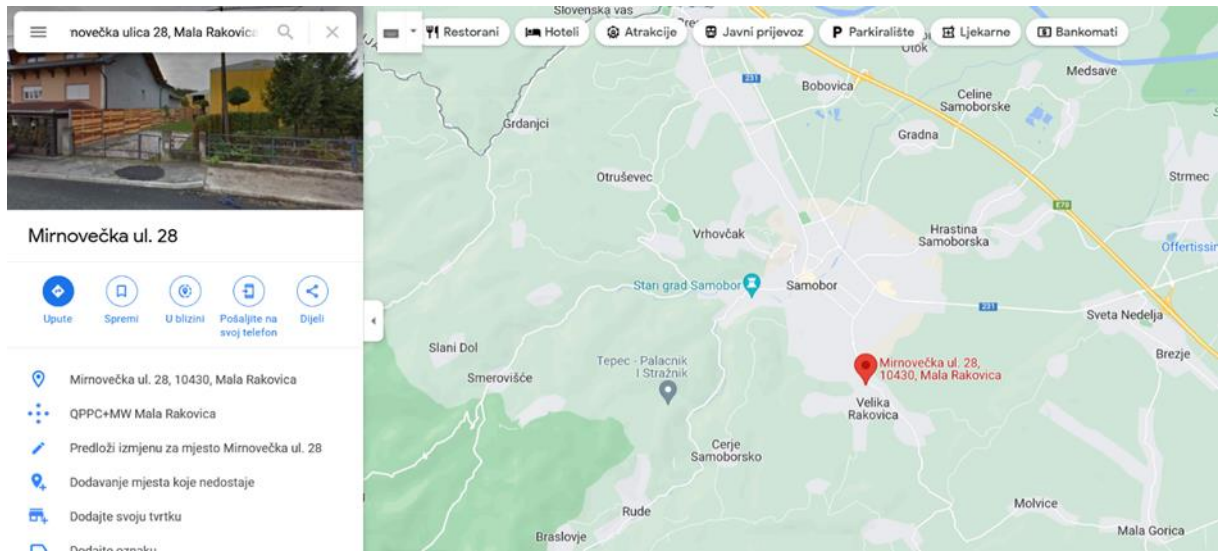 novečka ulica 28, Mala Rakovica
Mirnovečka ul. 28
Upute
Spremi
U blizini
Pošaljite na
svoj telefon
Dijeli
Mirnovečka ul. 28, 10430, Mala Rakovica
QPPC+MW Mala Rakovica
Predloži izmjenu za mjesto Mirnovečka ul. 28
Dodavanje mjesta koje nedostaje
Dodajte svoju tvrtku
Dodajte oznaku
Restorani
Hoteli
Atrakcije
Javni prijevoz
P Parkiralište
Ljekarne
Bankomati
Slovenska vas
Otok
231
Bobovica
Medsave
Celine
Samoborske
Grdanjci
Gradna
Otruševec
Strmec
E70
Vrhovčak
Hrastina
Samoborska
Stari grad Samobor
Samobor
231
Sveta Nedelja
Slani Dol
Smerovišće
Tepec - Palacnik
I Stražnik
Mirnovečka ul. 28,
10430, Mala Rakovica
Brezje
Velika
Rakovica
Cerje
Samoborsko
Rude
Molvice
Braslovje
Mala Gorica